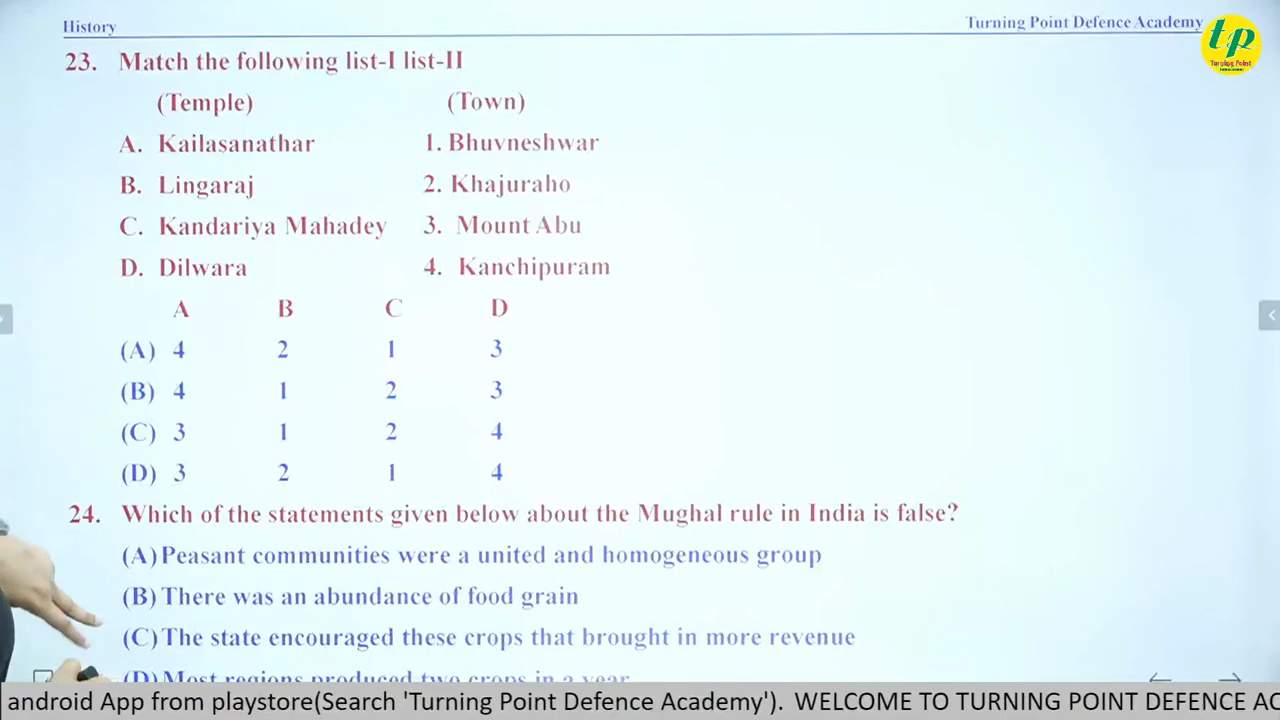 History
Turning Point Defence Academy
tp
Turning Point
23. Match the following list-I list-II
(Temple) (Town)
A. Kailasanathar 1. Bhuvneshwar
B. Lingaraj 2. Khajuraho
C. Kandariya Mahadey 3. Mount Abu
D. Dilwara 4. Kanchipuram
A B C D
(A) 4 2 1 3
(B) 4 1 2 3
(C) 3 1 2 4
(D) 3 2 1 4
24. Which of the statements given below about the Mughal rule in India is false?
(A) Peasant communities were a united and homogeneous group
(B) There was an abundance of food grain
(C) The state encouraged these crops that brought in more revenue
(D) Most regions produced two crops in a year
android App from playstore(Search 'Turning Point Defence Academy'). WELCOME TO TURNING POINT DEFENCE AC